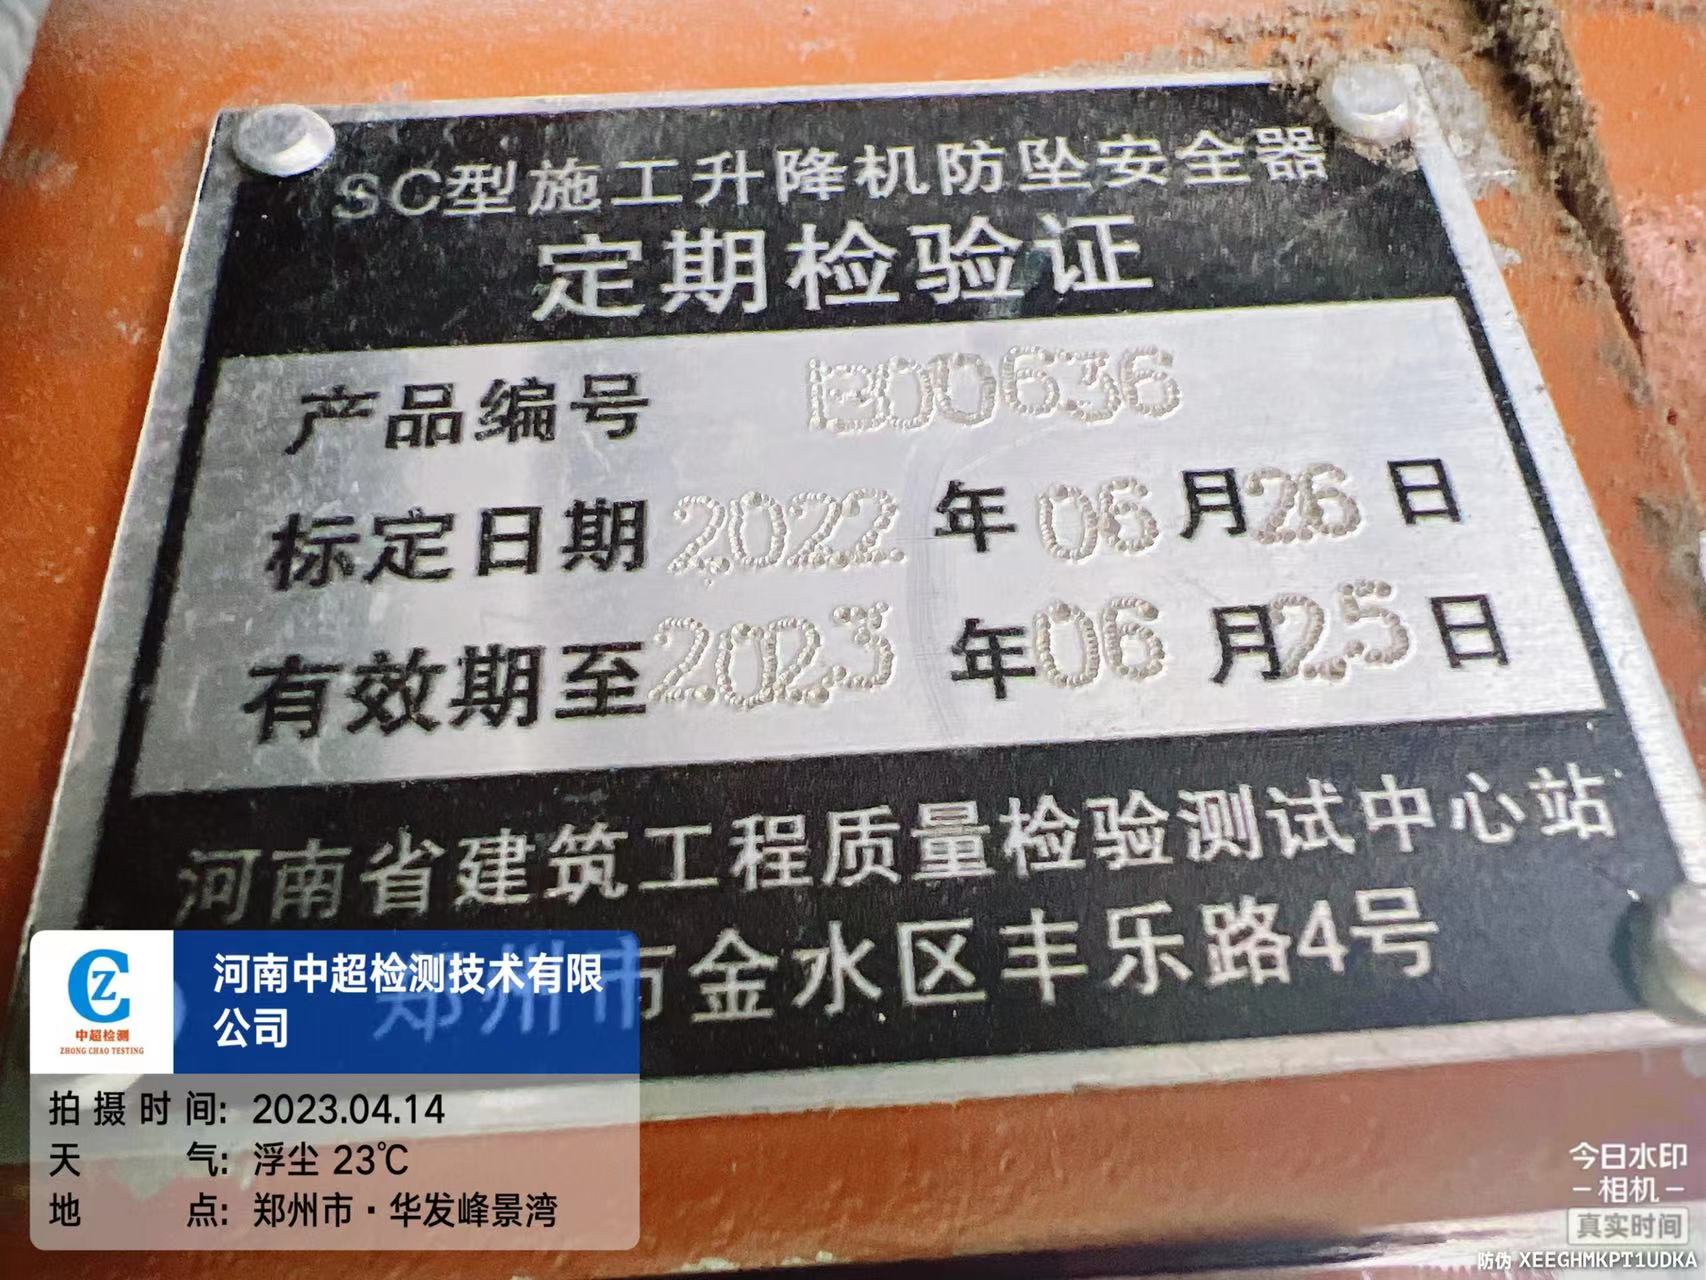 SC型施工升降机防坠安全器
定期检验证
产品编号 1300636
标定日期 2022 年 06 月 26 日
有效期至 2023 年 06 月 25 日
河南省建筑工程质量检验测试中心站
郑州市金水区丰乐路4号
CZ
中超检测
ZHONG CHAO TESTING
河南中超检测技术有限
公司
拍摄时间: 2023.04.14
天气: 浮尘 23℃
地点: 郑州市·华发峰景湾
今日水印
-相机-
真实时间
防伪 XEEGHMKPT1UDKA